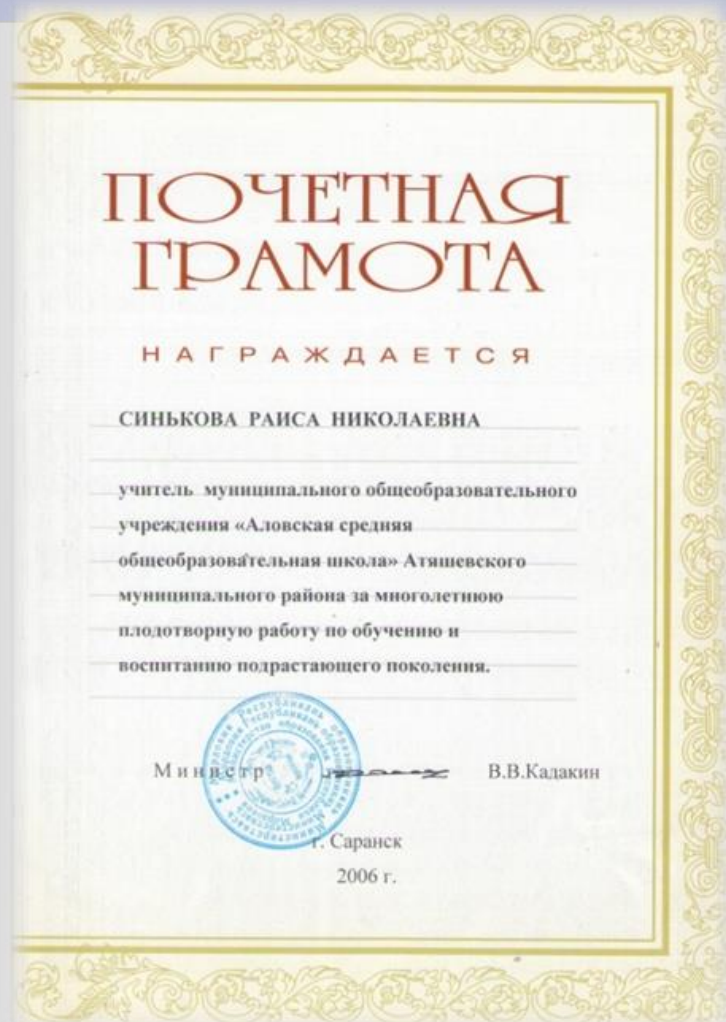 ПОЧЕТНАЯ
ГРАМОТА
НАГРАЖДАЕТСЯ
СИНЬКОВА РАИСА НИКОЛАЕВНА
учитель муниципального общеобразовательного
учреждения «Аловская средняя
общеобразовательная школа» Атяшевского
муниципального района за многолетнюю
плодотворную работу по обучению и
воспитанию подрастающего поколения.
Министр В.В.Кадакин
г. Саранск
2006 г.